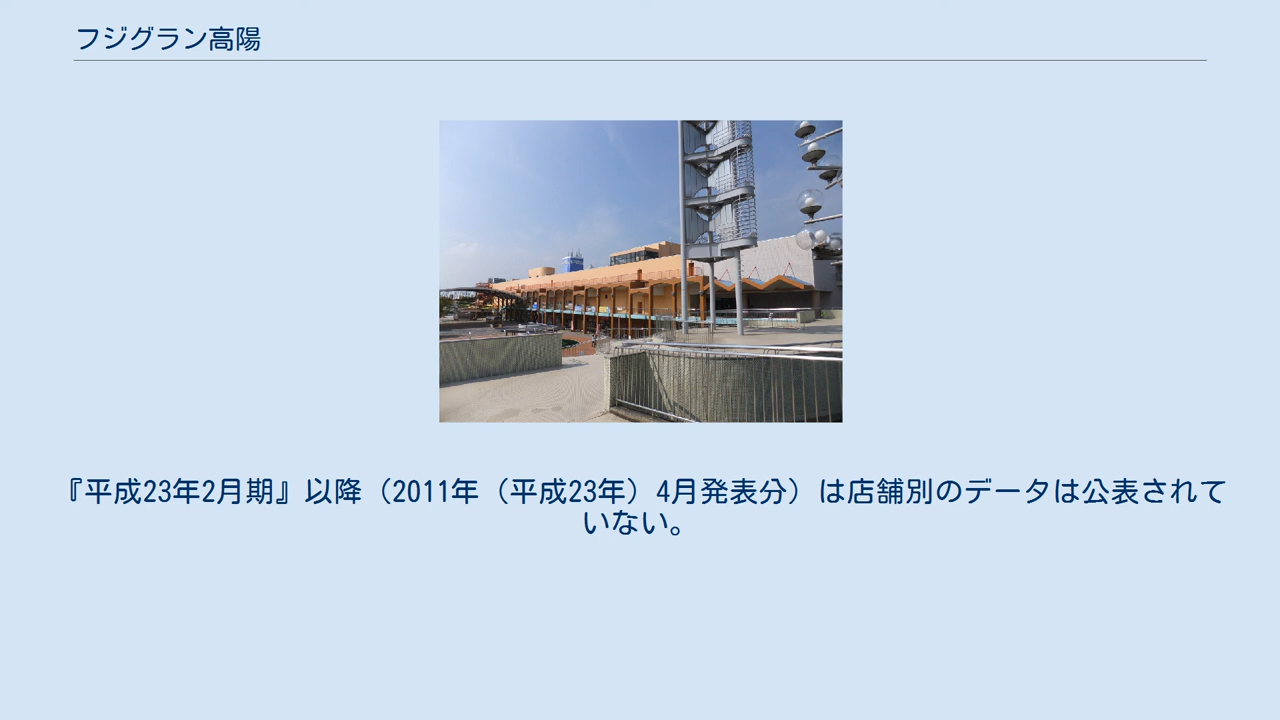 フジグラン高陽
『平成23年2月期』以降（2011年（平成23年）4月発表分）は店舗別のデータは公表されて
いない。